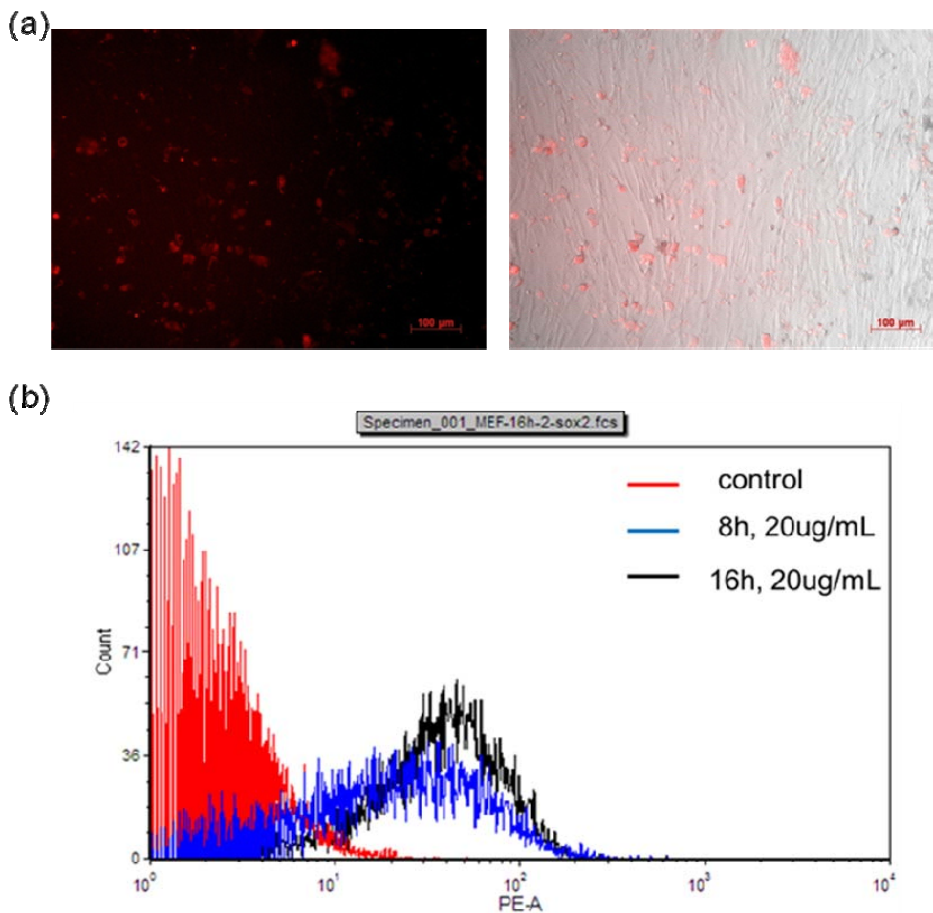 (a)
100 µm
100 µm
(b)
Specimen_001_MEF-16h-2-sox2.fcs
142
107
71
36
0
Count
control
8h, 20ug/mL
16h, 20ug/mL
10⁰
10¹
10²
10³
10⁴
PE-A